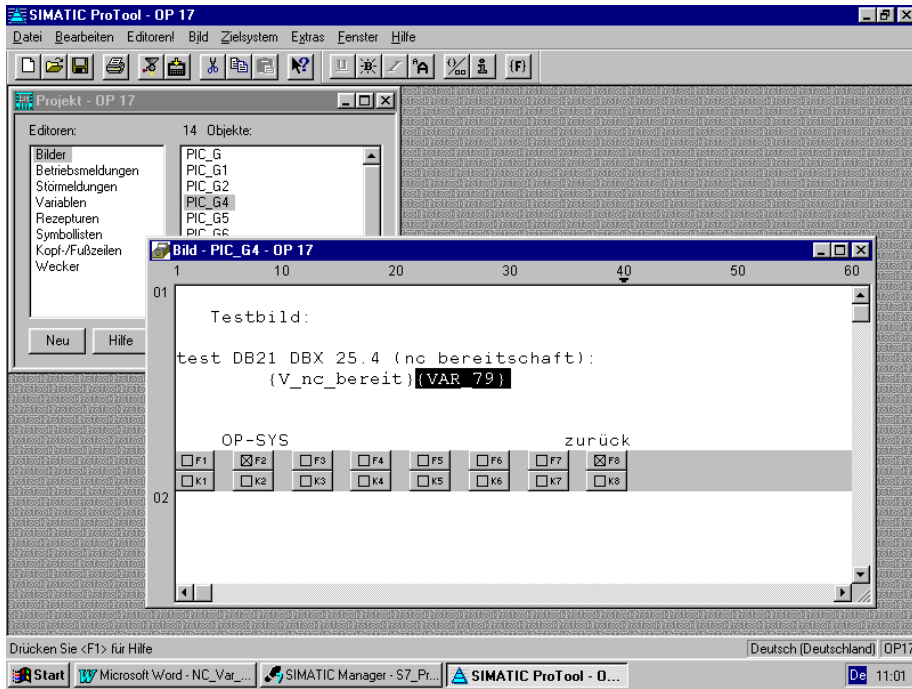 SIMATIC ProTool - OP 17
Datei Bearbeiten Editoren! Bild Zielsystem Extras Fenster Hilfe
Projekt - OP 17
Editoren: 14 Objekte:
Bilder
Betriebsmeldungen
Störmeldungen
Variablen
Rezepturen
Symbollisten
Kopf-/Fußzeilen
Wecker
PIC_G
PIC_G1
PIC_G2
PIC_G4
PIC_G5
PIC_G6
Neu Hilfe
Bild - PIC_G4 - OP 17
1 10 20 30 40 50 60
01
Testbild:
test DB21 DBX 25.4 (nc bereitschaft):
{V_nc_bereit}{VAR_79}
OP-SYS zurück
F1 F2 F3 F4 F5 F6 F7 F8
K1 K2 K3 K4 K5 K6 K7 K8
02
Drücken Sie <F1> für Hilfe Deutsch (Deutschland) OP17
Start Microsoft Word - NC_Var_... SIMATIC Manager - S7_Pr... SIMATIC ProTool - O... De 11:01